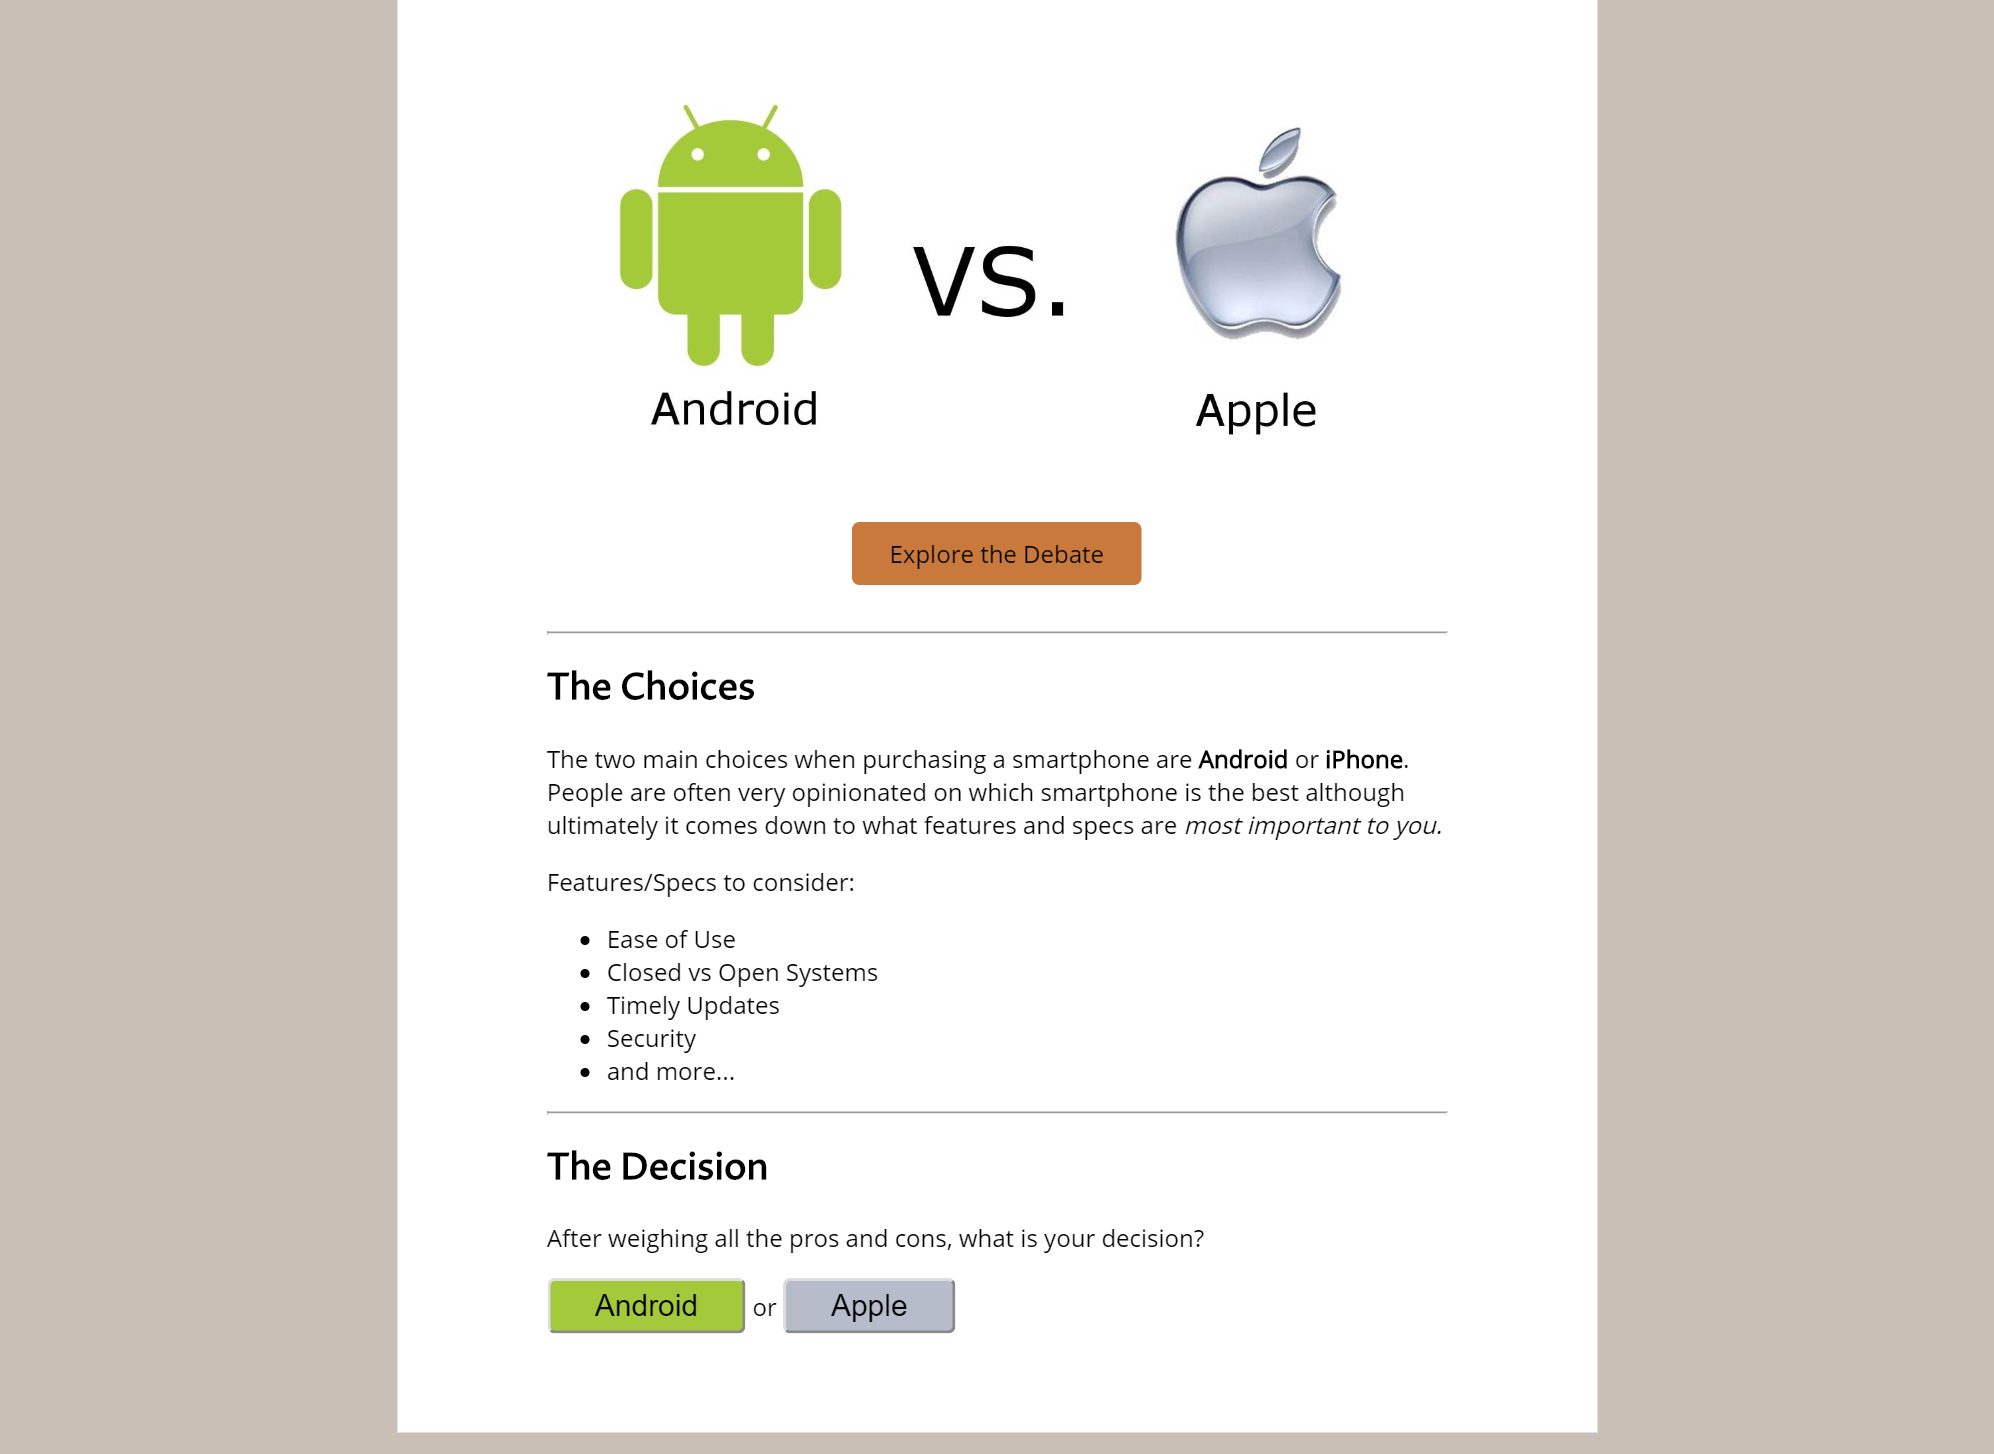 VS.
Android
Apple
Explore the Debate
The Choices
The two main choices when purchasing a smartphone are Android or iPhone.
People are often very opinionated on which smartphone is the best although
ultimately it comes down to what features and specs are most important to you.
Features/Specs to consider:
• Ease of Use
• Closed vs Open Systems
• Timely Updates
• Security
• and more...
The Decision
After weighing all the pros and cons, what is your decision?
Android or Apple